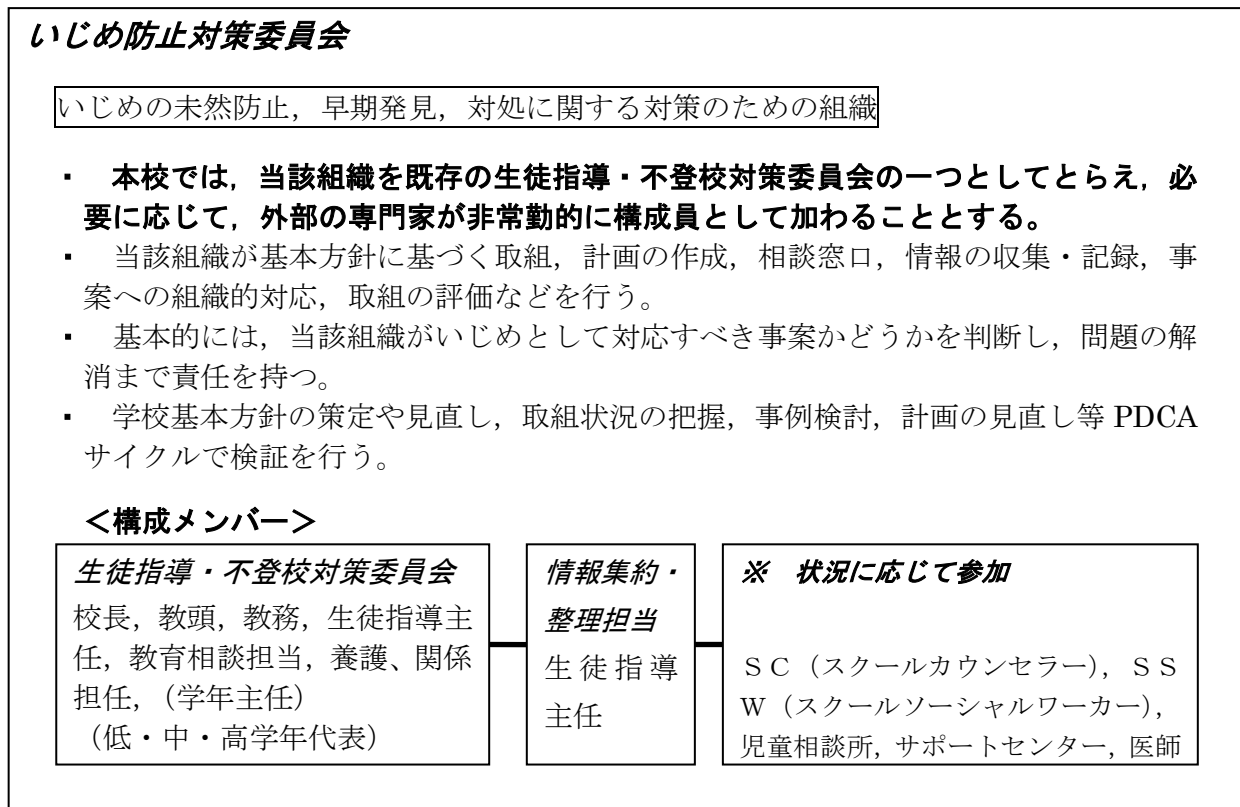 いじめ防止対策委員会
いじめの未然防止，早期発見，対処に関する対策のための組織
・　本校では，当該組織を既存の生徒指導・不登校対策委員会の一つとしてとらえ，必
要に応じて，外部の専門家が非常勤的に構成員として加わることとする。
・　当該組織が基本方針に基づく取組，計画の作成，相談窓口，情報の収集・記録，事
案への組織的対応，取組の評価などを行う。
・　基本的には，当該組織がいじめとして対応すべき事案かどうかを判断し，問題の解
消まで責任を持つ。
・　学校基本方針の策定や見直し，取組状況の把握，事例検討，計画の見直し等 PDCA
サイクルで検証を行う。
＜構成メンバー＞
生徒指導・不登校対策委員会
校長，教頭，教務，生徒指導主
任，教育相談担当，養護、関係
担任，（学年主任）
（低・中・高学年代表）
情報集約・
整理担当
生徒指導
主任
※　状況に応じて参加
ＳＣ（スクールカウンセラー），ＳＳ
Ｗ（スクールソーシャルワーカー），
児童相談所，サポートセンター，医師